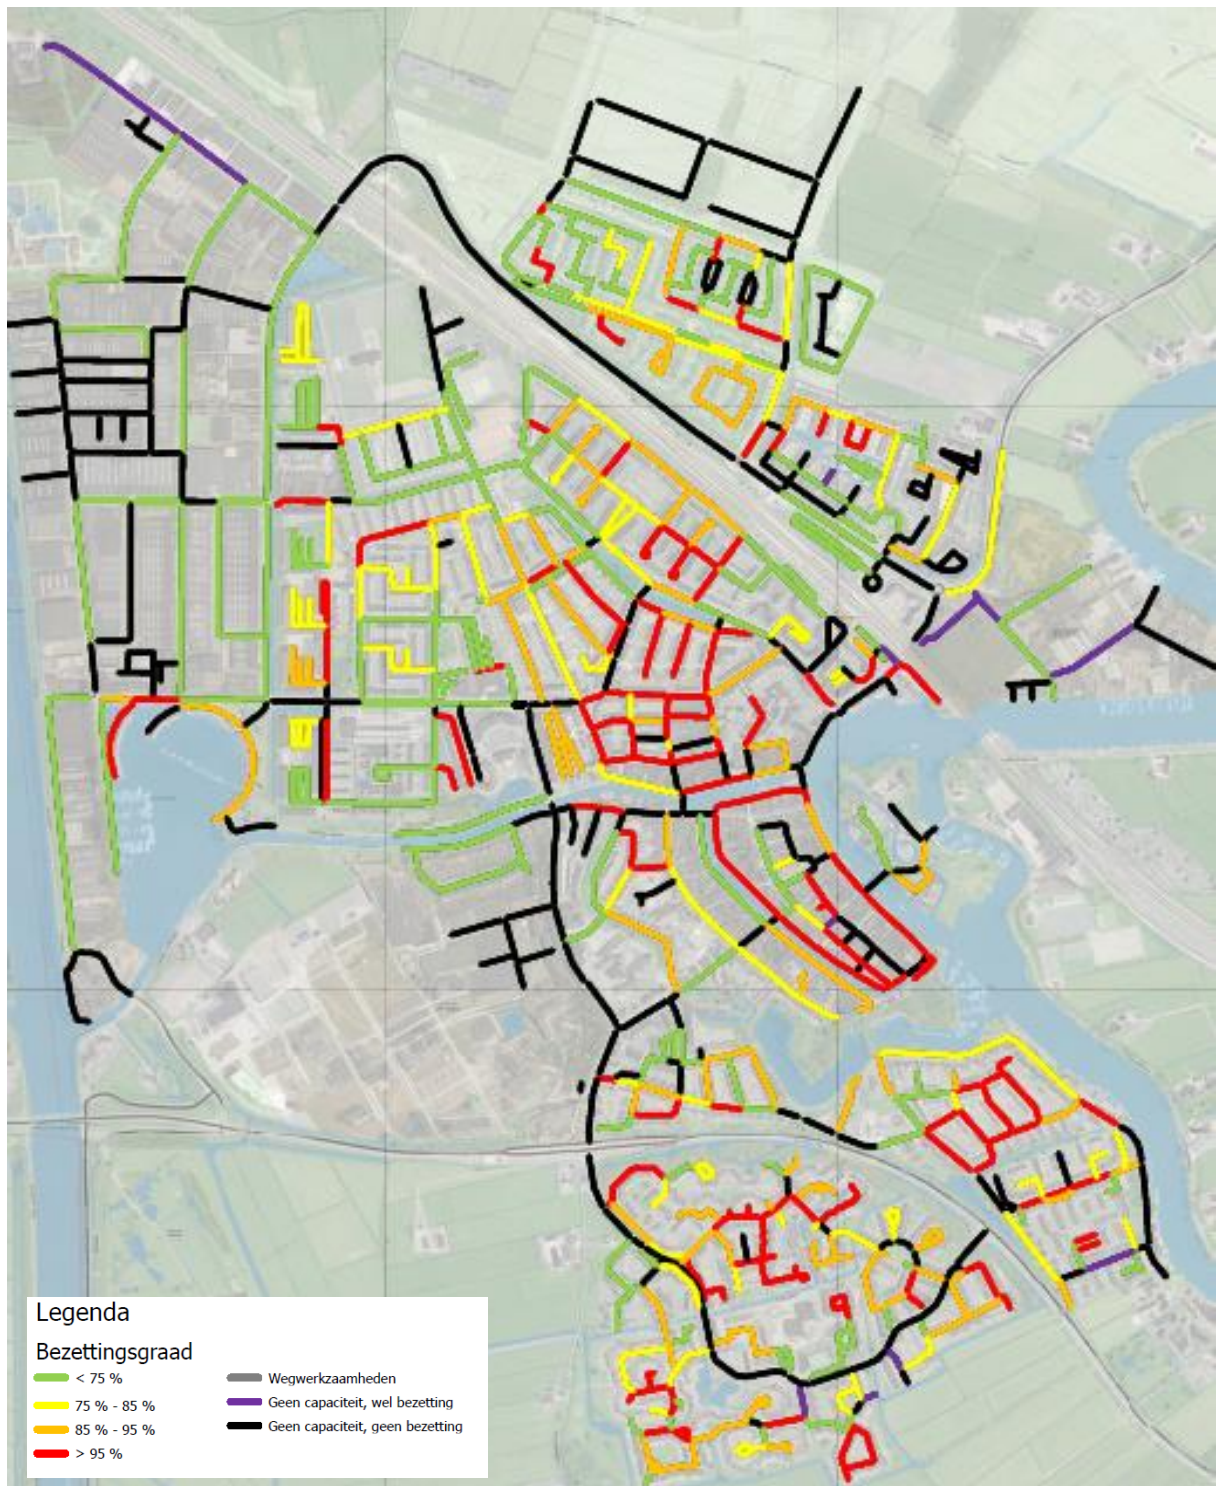 Legenda
Bezettingsgraad
< 75 %
75 % - 85 %
85 % - 95 %
> 95 %
Wegwerkzaamheden
Geen capaciteit, wel bezetting
Geen capaciteit, geen bezetting